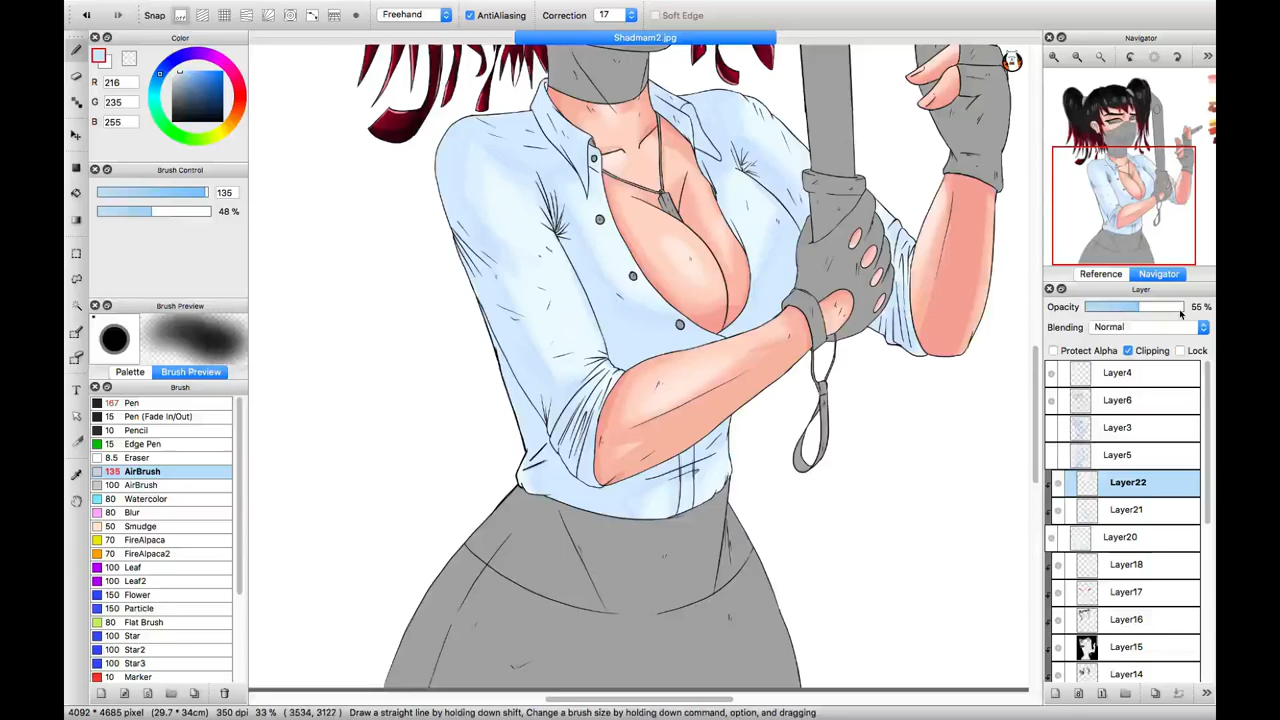 Snap
Freehand
AntiAliasing
Correction
17
Soft Edge
Color
R 216
G 235
B 255
Brush Control
135
48 %
Brush Preview
Palette
Brush Preview
Brush
167 Pen
15 Pen (Fade In/Out)
10 Pencil
15 Edge Pen
8.5 Eraser
135 AirBrush
100 AirBrush
80 Watercolor
80 Blur
50 Smudge
70 FireAlpaca
70 FireAlpaca2
100 Leaf
100 Leaf2
150 Flower
150 Particle
60 Flat Brush
100 Star
100 Star2
100 Star3
10 Marker
Shadmam2.jpg
Navigator
Reference
Navigator
Layer
Opacity
55 %
Blending
Normal
Protect Alpha
Clipping
Lock
Layer4
Layer6
Layer3
Layer5
Layer22
Layer21
Layer20
Layer18
Layer17
Layer16
Layer15
Layer14
4092 * 4685 pixel (29.7 * 34cm) 350 dpi 33 % ( 3534, 3127 ) Draw a straight line by holding down shift, Change a brush size by holding down command, option, and dragging